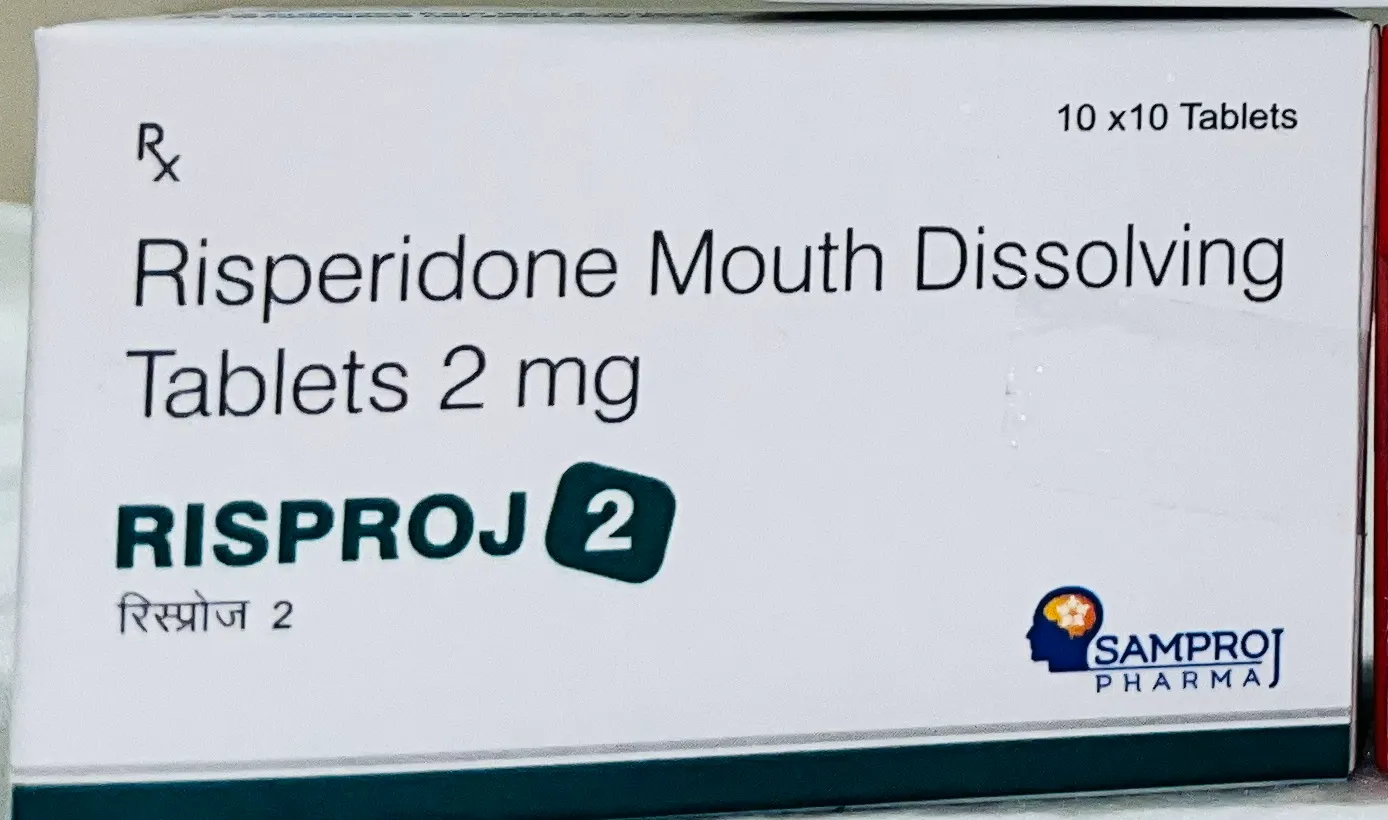 Rx
10 x10 Tablets
Risperidone Mouth Dissolving
Tablets 2 mg
RISPROJ 2
रिस्प्रोज 2
SAMPROJ
PHARMA